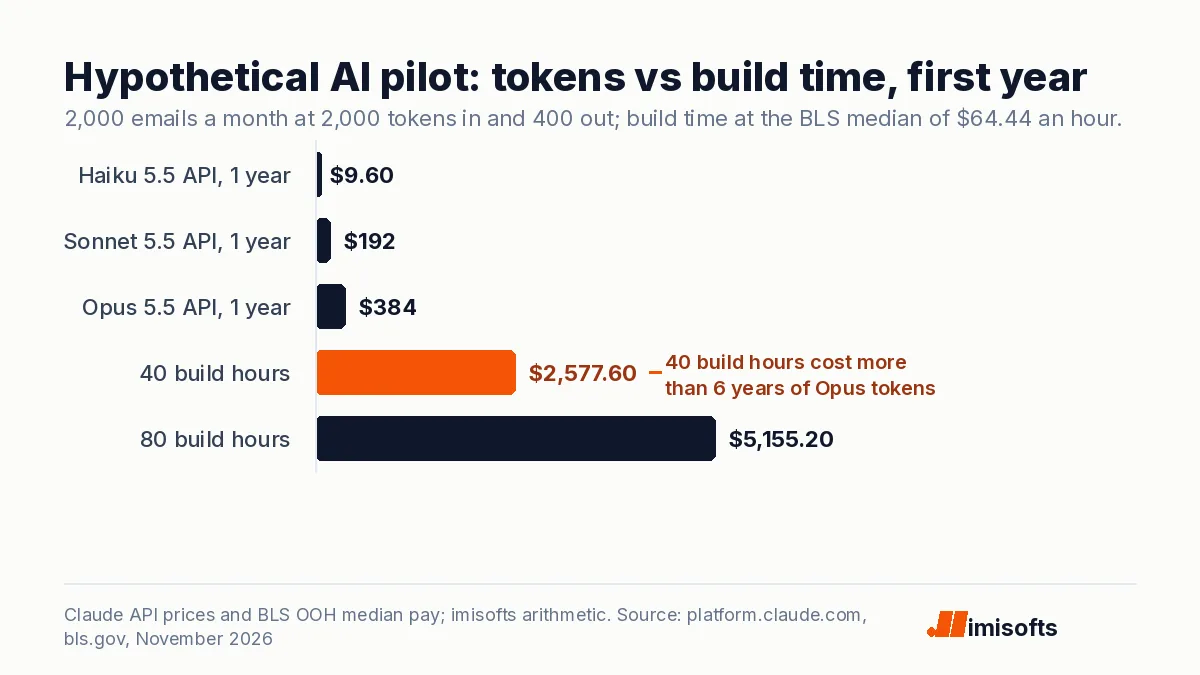 Hypothetical AI pilot: tokens vs build time, first year
2,000 emails a month at 2,000 tokens in and 400 out; build time at the BLS median of $64.44 an hour.
Haiku 5.5 API, 1 year $9.60
Sonnet 5.5 API, 1 year $192
Opus 5.5 API, 1 year $384
40 build hours $2,577.60
40 build hours cost more
than 6 years of Opus tokens
80 build hours $5,155.20
Claude API prices and BLS OOH median pay; imisofts arithmetic. Source: platform.claude.com,
bls.gov, November 2026
imisofts